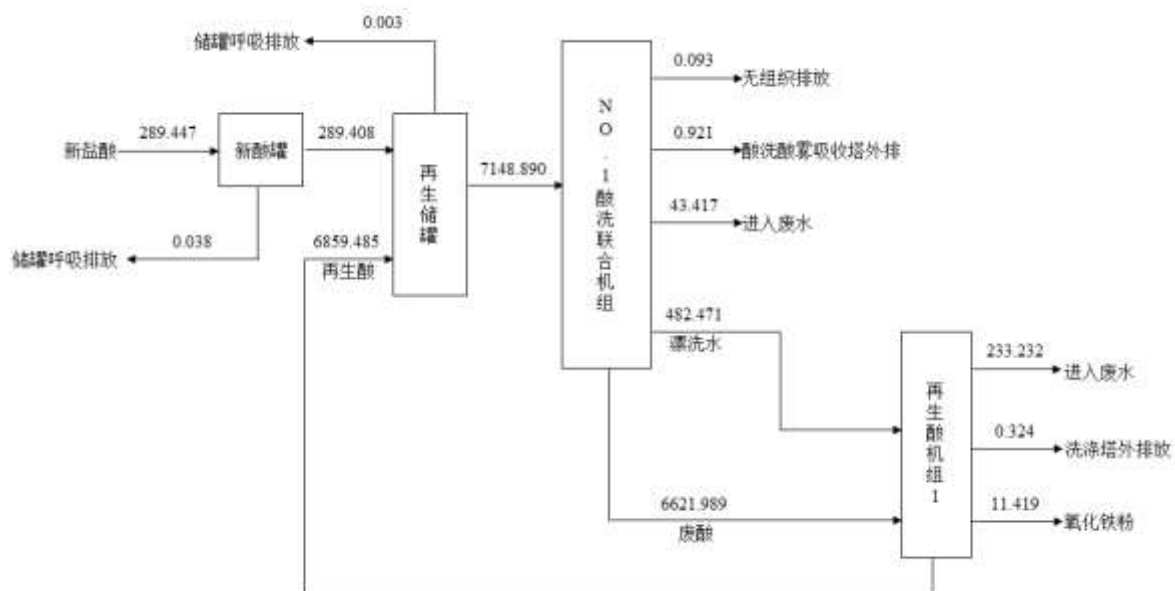 0.003
储罐呼吸排放
0.093
无组织排放
新盐酸
289.447
新酸罐
289.408
再生储罐
7148.890
NO.1酸洗联合机组
0.921
酸洗酸雾吸收塔外排
43.417
进入废水
0.038
储罐呼吸排放
6859.485
再生酸
482.471
漂洗水
再生酸机组1
233.232
进入废水
0.324
洗涤塔外排放
6621.989
废酸
11.419
氧化铁粉